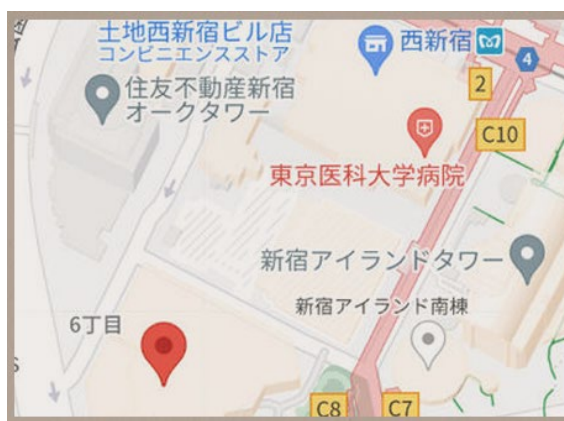 土地西新宿ビル店
コンビニエンスストア
西新宿
4
住友不動産新宿
オークタワー
2
C10
東京医科大学病院
新宿アイランドタワー
新宿アイランド南棟
6丁目
S
C8
C7